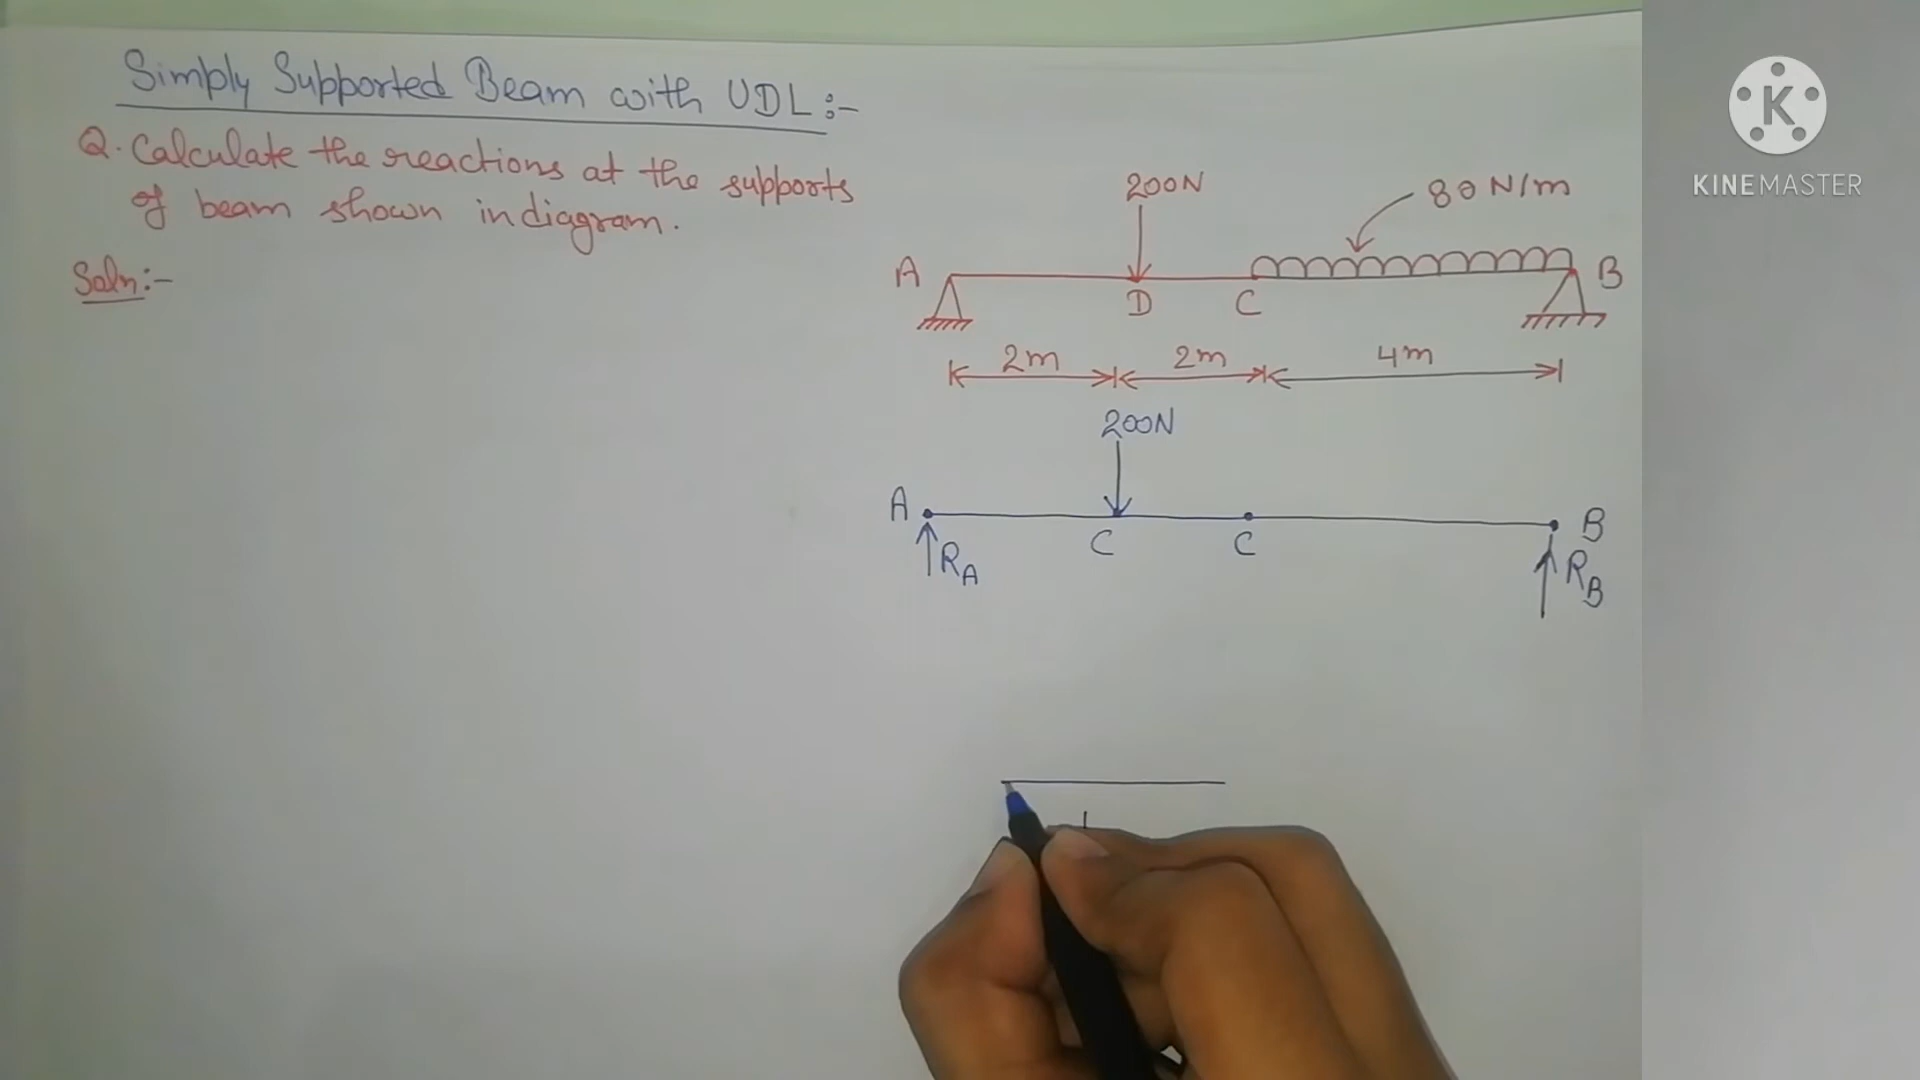 Simply Supported Beam with UDL:-
Q. Calculate the reactions at the supports
of beam shown in diagram.
Soln:-
200N
80 N/m
A
D
C
B
2m
2m
4m
200N
A
C
C
B
RA
RB
K
KINEMASTER